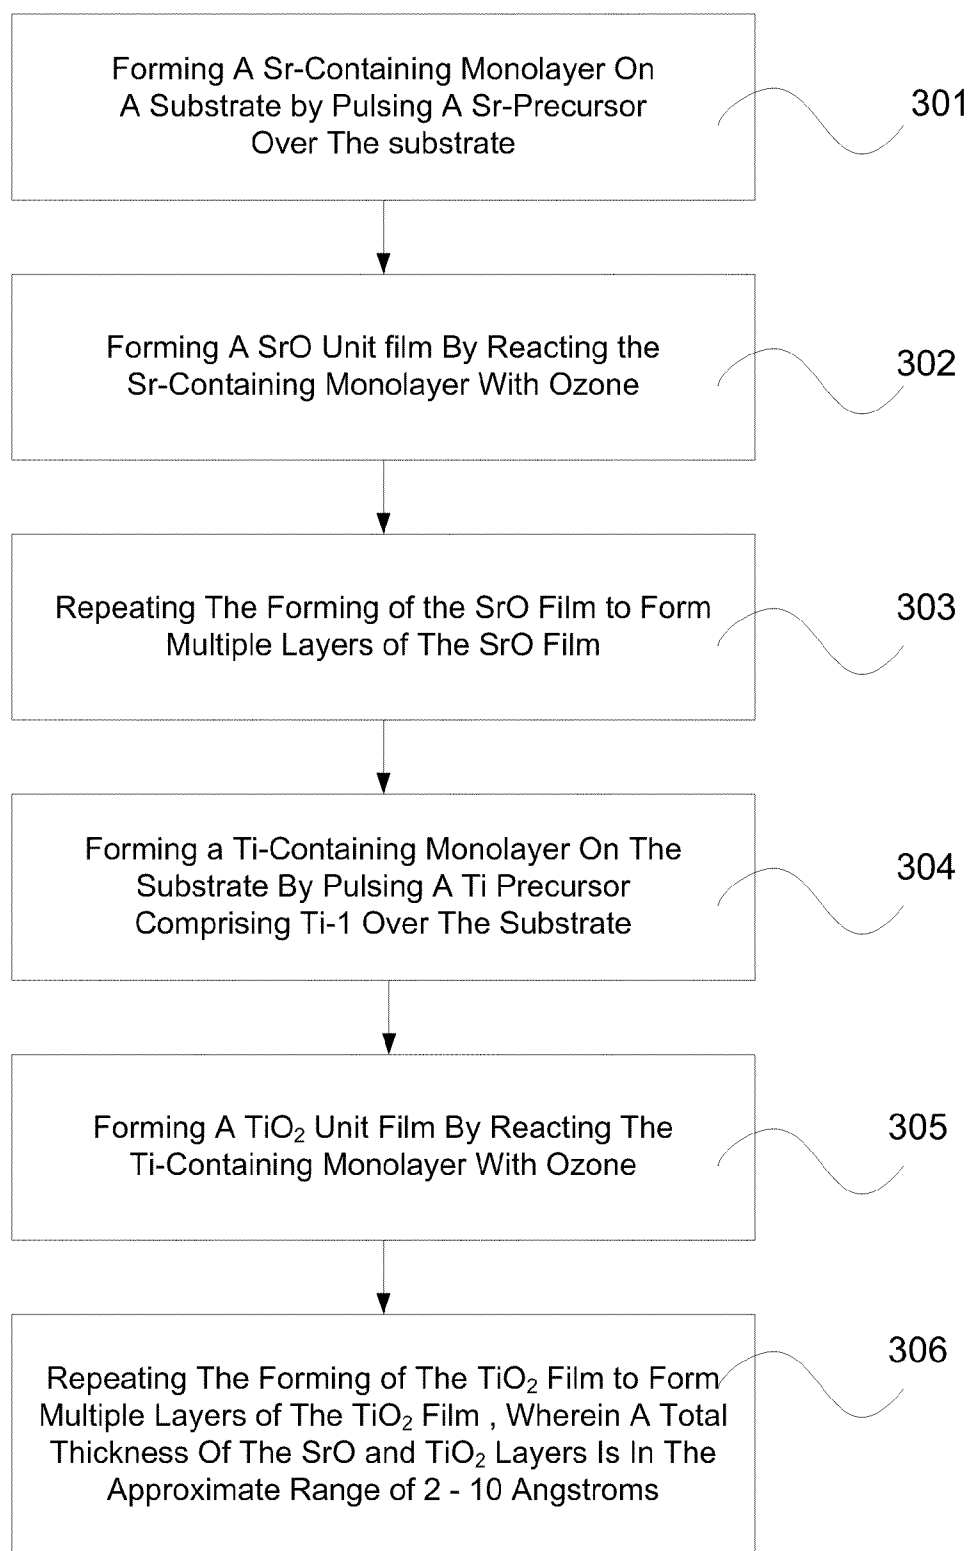 Forming A Sr-Containing Monolayer On
A Substrate by Pulsing A Sr-Precursor
Over The substrate
301
Forming A SrO Unit film By Reacting the
Sr-Containing Monolayer With Ozone
302
Repeating The Forming of the SrO Film to Form
Multiple Layers of The SrO Film
303
Forming a Ti-Containing Monolayer On The
Substrate By Pulsing A Ti Precursor
Comprising Ti-1 Over The Substrate
304
Forming A TiO₂ Unit Film By Reacting The
Ti-Containing Monolayer With Ozone
305
Repeating The Forming of The TiO₂ Film to Form
Multiple Layers of The TiO₂ Film , Wherein A Total
Thickness Of The SrO and TiO₂ Layers Is In The
Approximate Range of 2 - 10 Angstroms
306